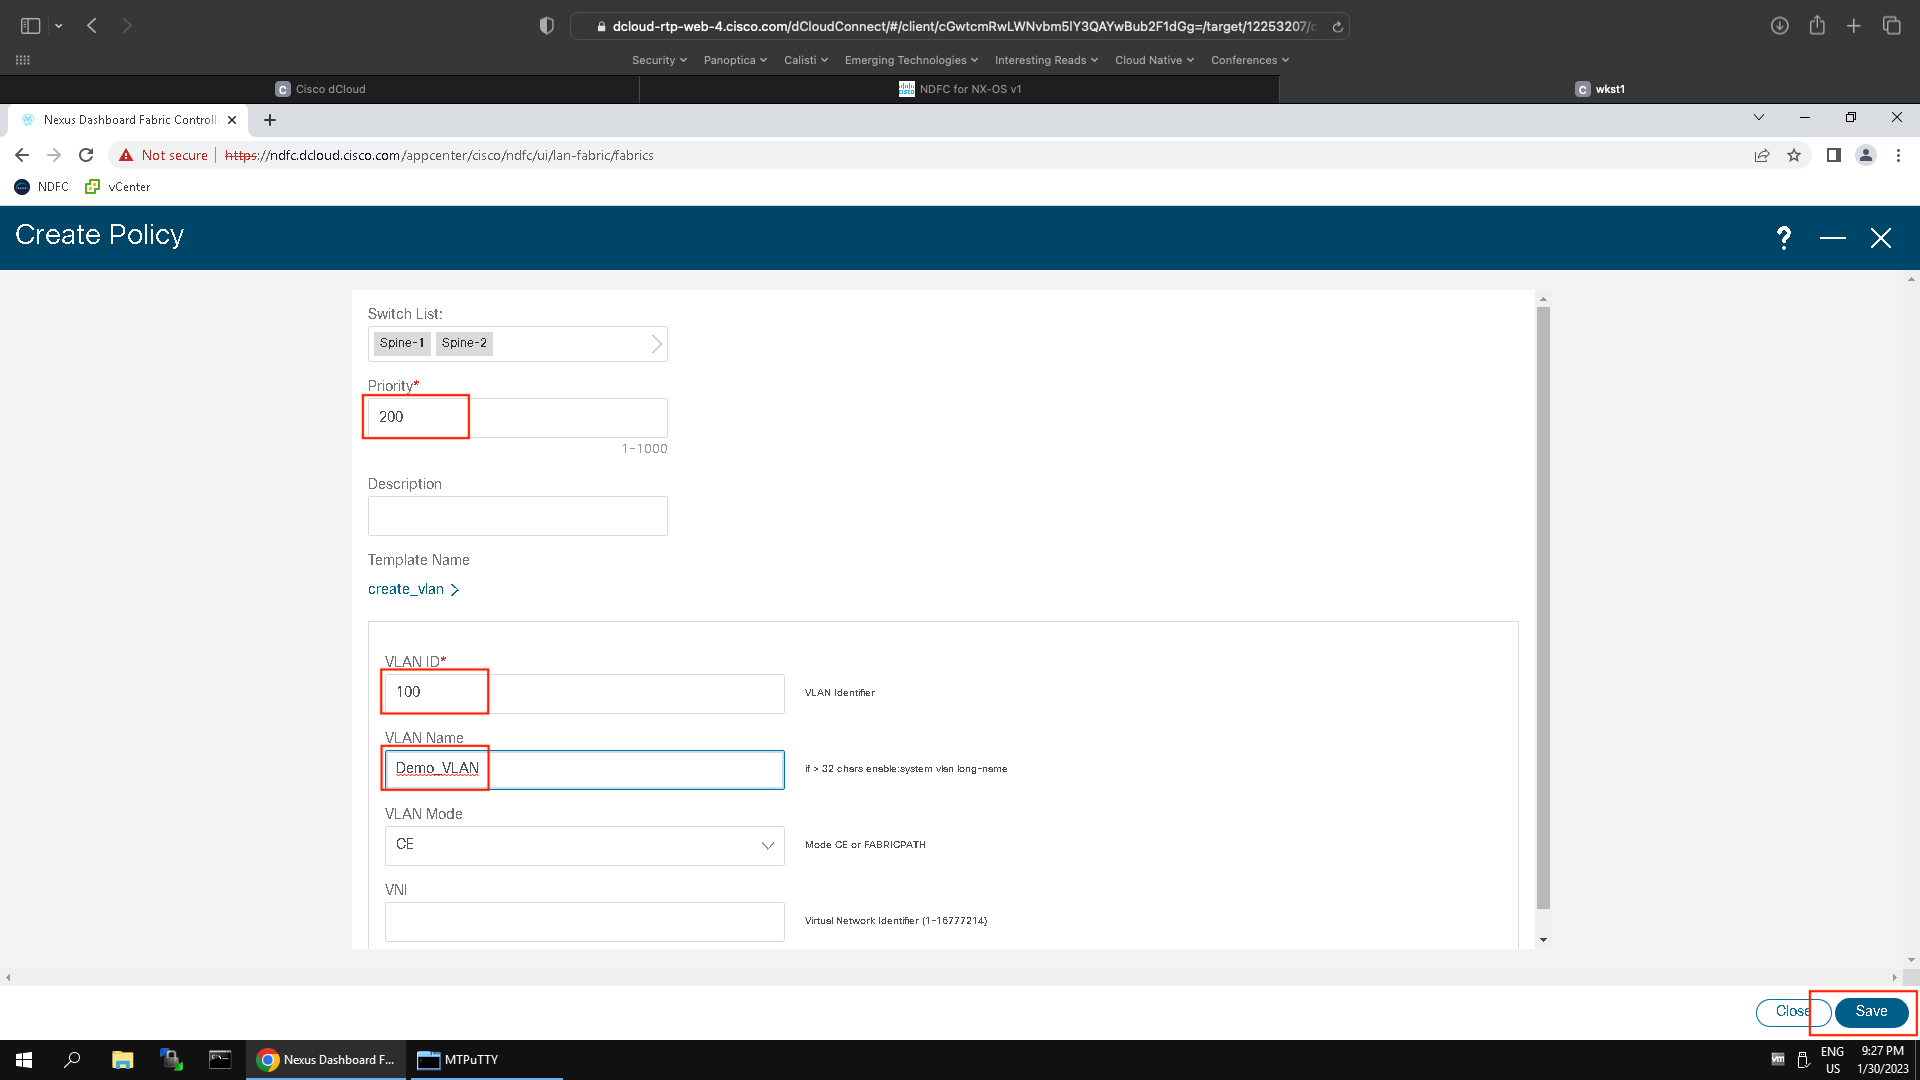 dcloud-rtp-web-4.cisco.com/dCloudConnect/#/client/cGwtcmRwLWNvbm5lY3QAYwBub2F1dGg=/target/12253207/c
Security Panoptica Calisti Emerging Technologies Interesting Reads Cloud Native Conferences
C Cisco dCloud NDFC for NX-OS v1 C wkst1
Nexus Dashboard Fabric Controll
Not secure https://ndfc.dcloud.cisco.com/appcenter/cisco/ndfc/ui/lan-fabric/fabrics
NDFC vCenter
Create Policy
Switch List:
Spine-1 Spine-2
Priority*
200
1-1000
Description
Template Name
create_vlan
VLAN ID*
100 VLAN Identifier
VLAN Name
Demo_VLAN if > 32 chars enable:system vlan long-name
VLAN Mode
CE Mode CE or FABRICPATH
VNI
Virtual Network Identifier (1-16777214)
Close Save
Nexus Dashboard F... MTPuTTY vm ENG 9:27 PM
US 1/30/2023